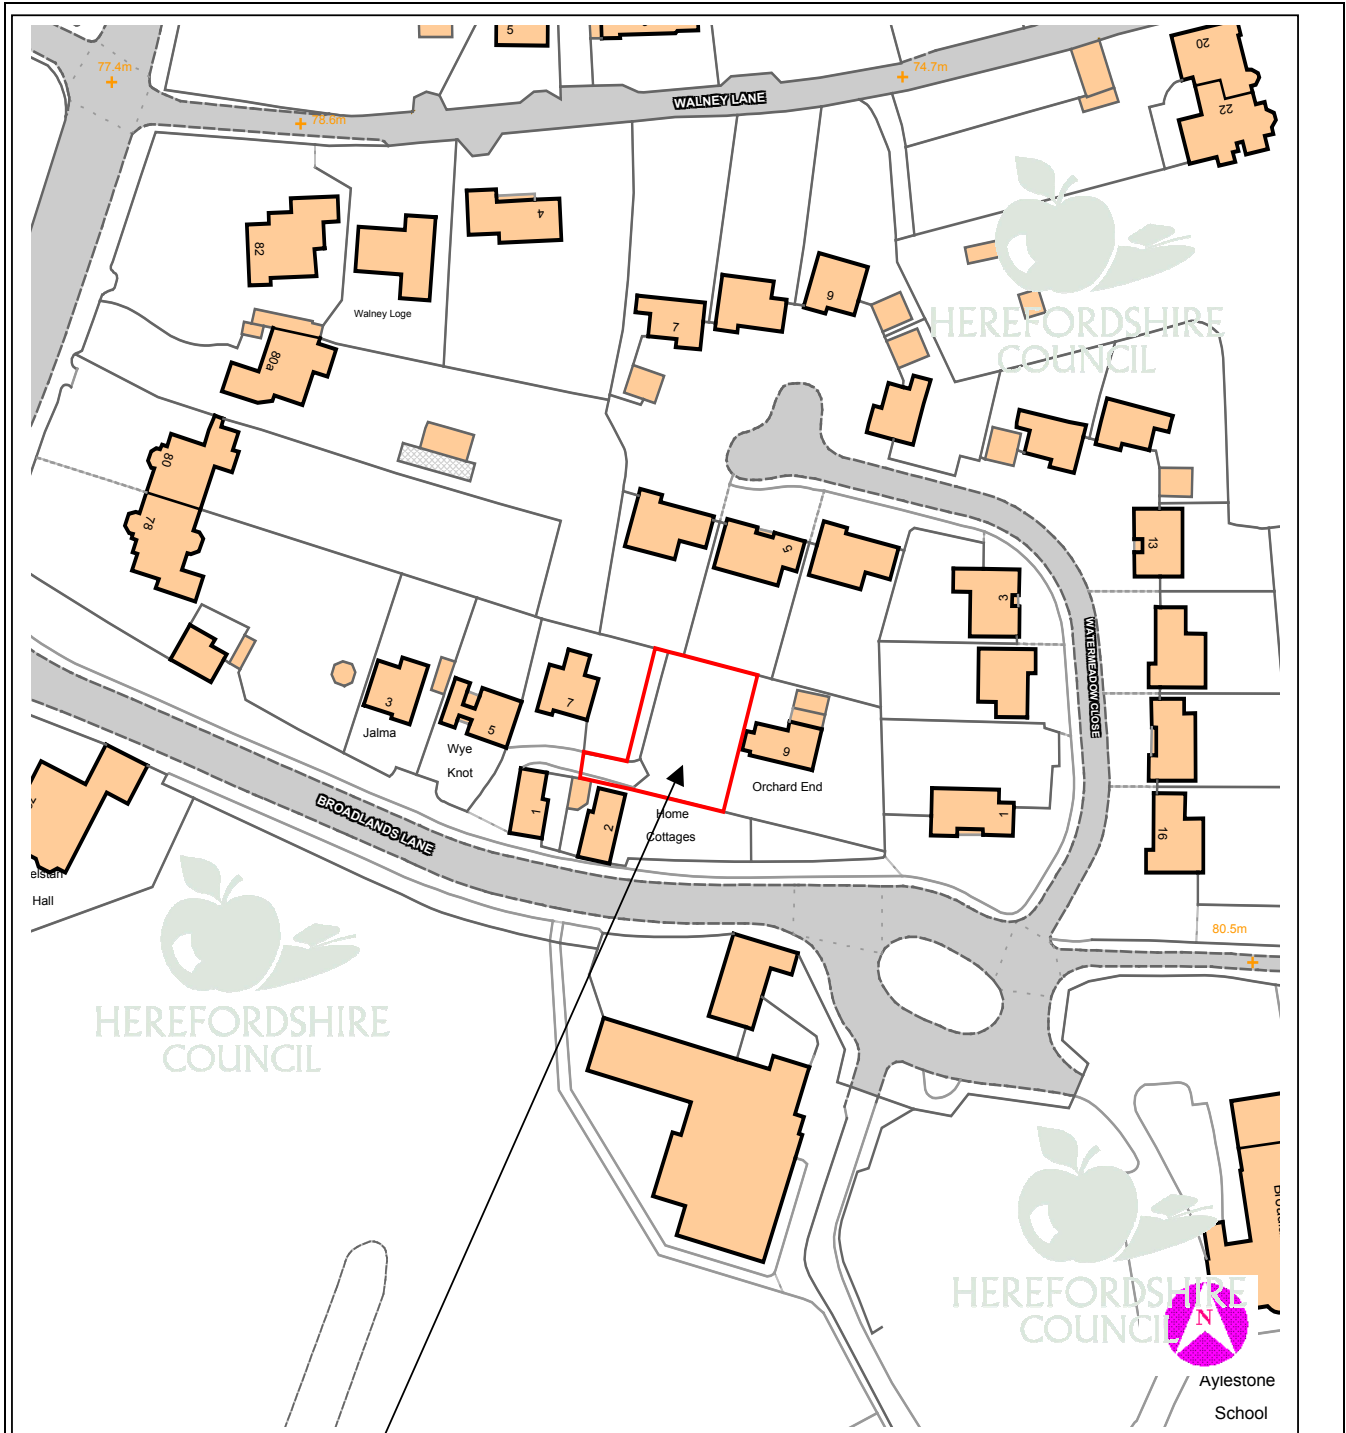 5
20
77.4m
74.7m
WALNEY LANE
78.6m
22
4
82
HEREFORDSHIRE
COUNCIL
Walney Loge
9
7
80a
80
78
5
13
3
WATERMEADOW CLOSE
3
7
5
Jalma
Wye
Knot
9
Orchard End
1
2
Home
Cottages
1
16
BROADLANDS LANE
elstan
Hall
80.5m
HEREFORDSHIRE
COUNCIL
HEREFORDSHIRE
COUNCIL
N
Aylestone
School